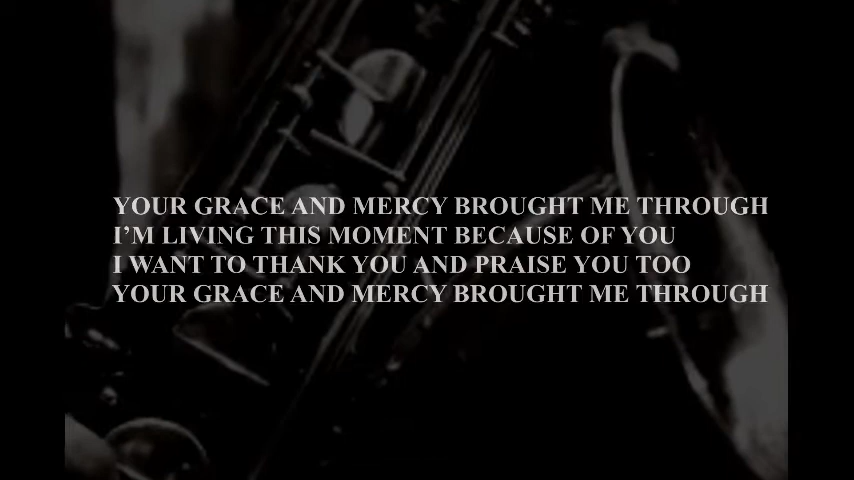 YOUR GRACE AND MERCY BROUGHT ME THROUGH
I’M LIVING THIS MOMENT BECAUSE OF YOU
I WANT TO THANK YOU AND PRAISE YOU TOO
YOUR GRACE AND MERCY BROUGHT ME THROUGH